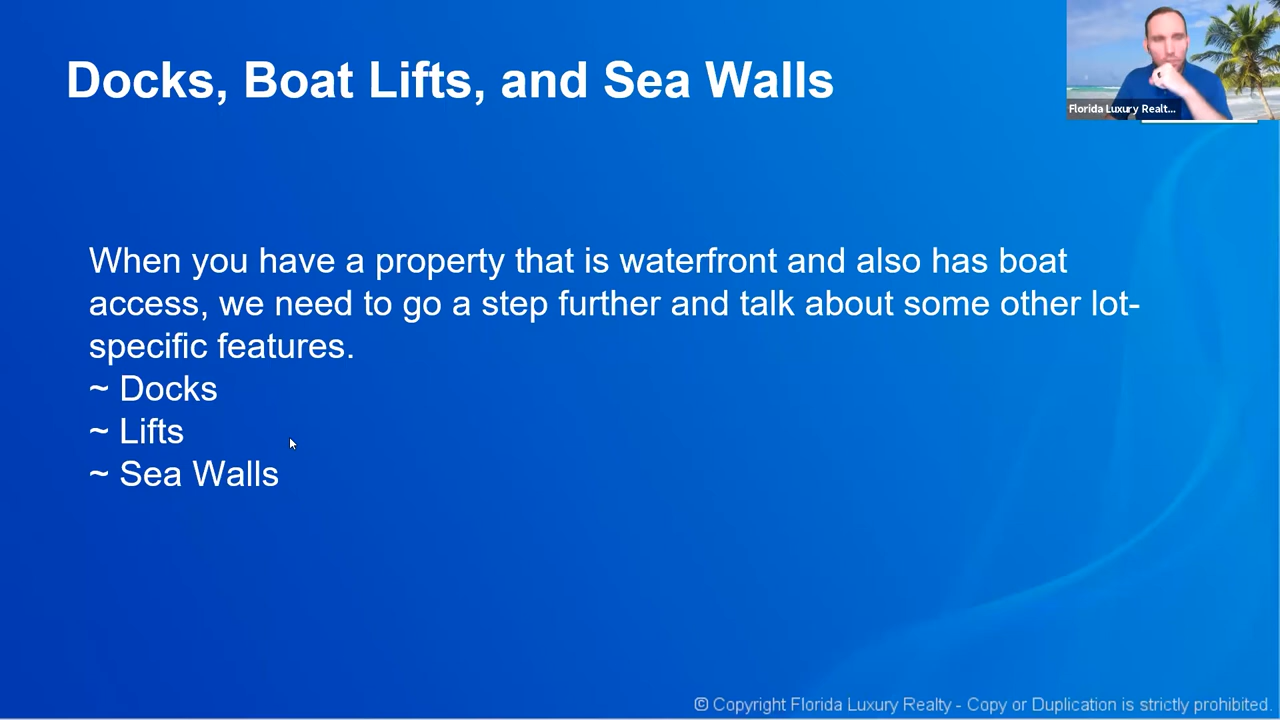 Docks, Boat Lifts, and Sea Walls
Florida Luxury Realt...
When you have a property that is waterfront and also has boat
access, we need to go a step further and talk about some other lot-
specific features.
~ Docks
~ Lifts
~ Sea Walls
© Copyright Florida Luxury Realty - Copy or Duplication is strictly prohibited.